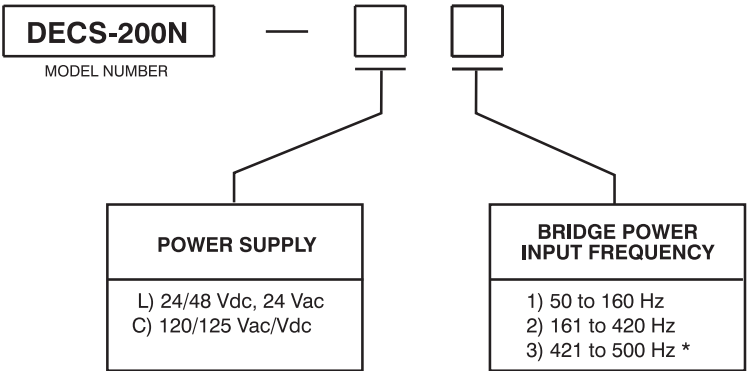 DECS-200N —
MODEL NUMBER
POWER SUPPLY
L) 24/48 Vdc, 24 Vac
C) 120/125 Vac/Vdc
BRIDGE POWER
INPUT FREQUENCY
1) 50 to 160 Hz
2) 161 to 420 Hz
3) 421 to 500 Hz *